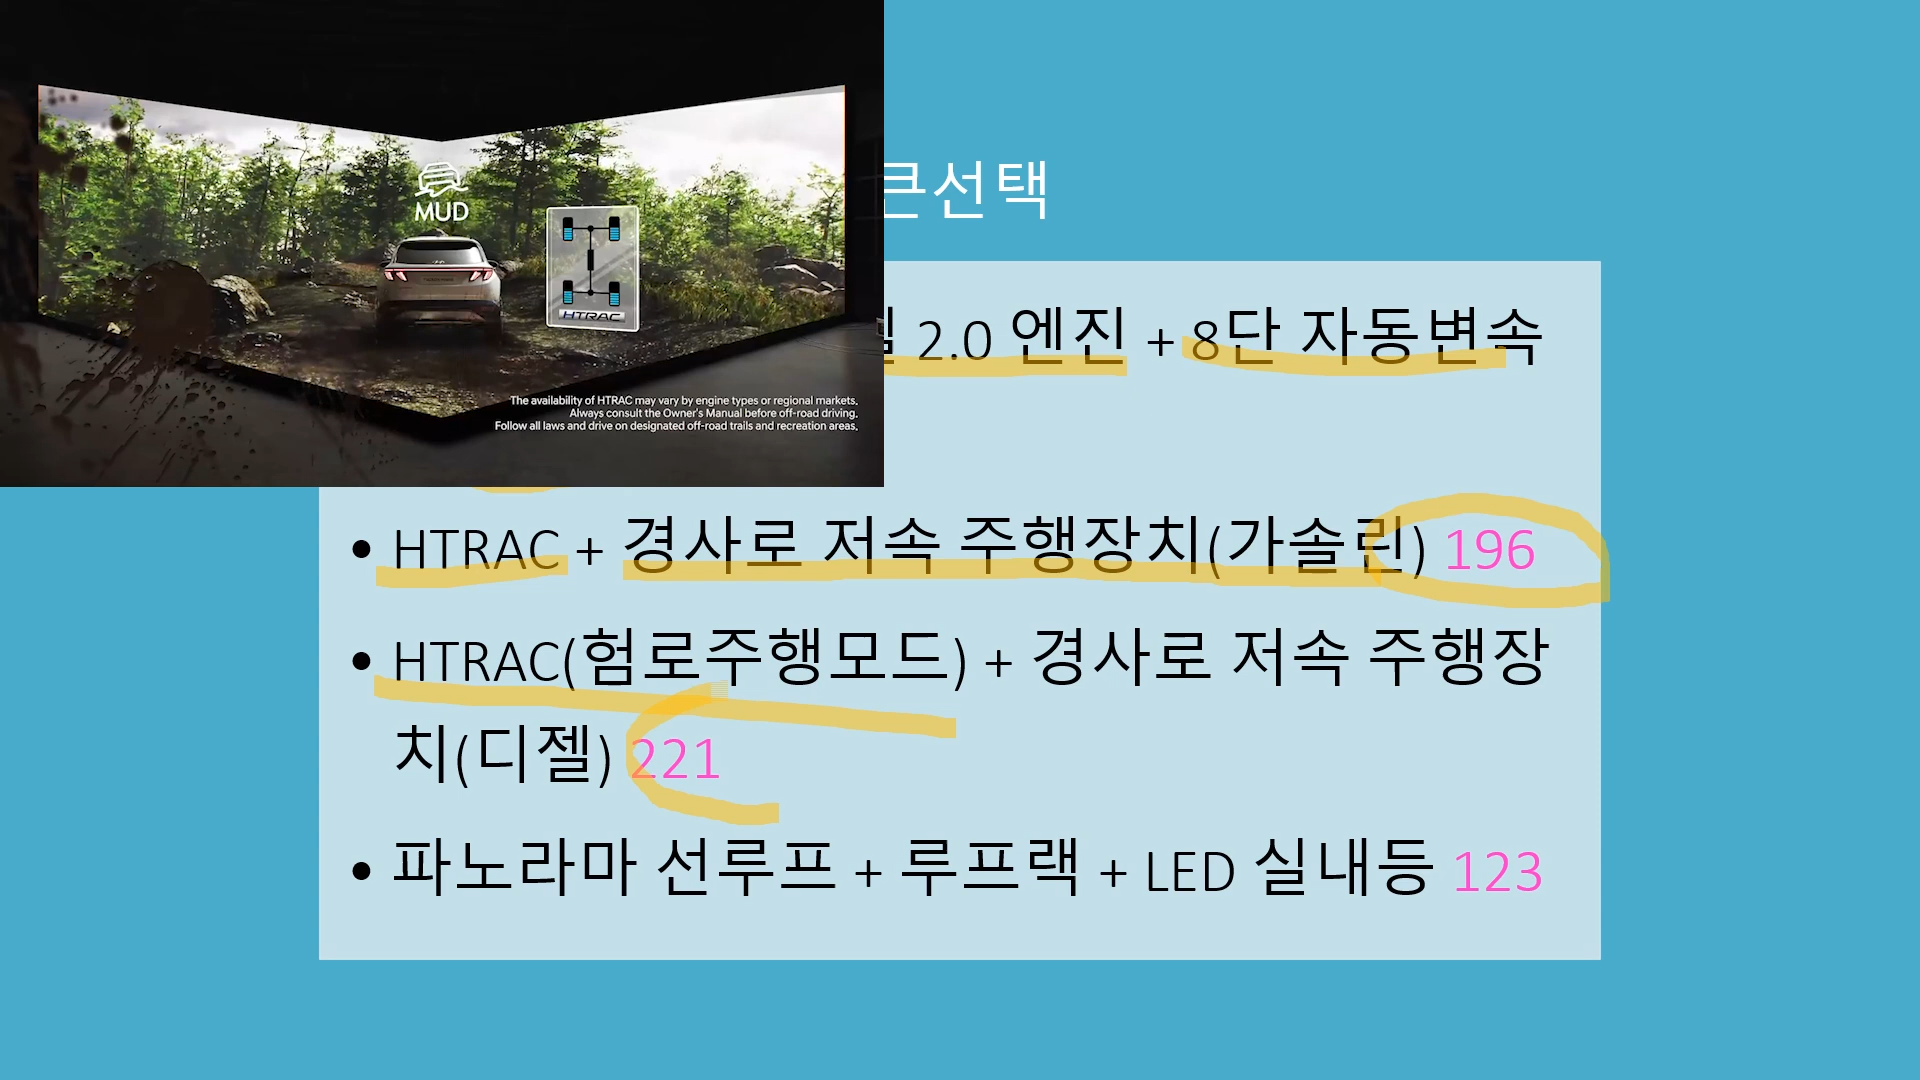 MUD
HTRAC
The availability of HTRAC may vary by engine types or regional markets.
Always consult the Owner's Manual before off-road driving.
Follow all laws and drive on designated off-road trails and recreation areas.
큰선택
2.0 엔진 + 8단 자동변속
• HTRAC + 경사로 저속 주행장치(가솔린) 196
• HTRAC(험로주행모드) + 경사로 저속 주행장
치(디젤) 221
• 파노라마 선루프 + 루프랙 + LED 실내등 123